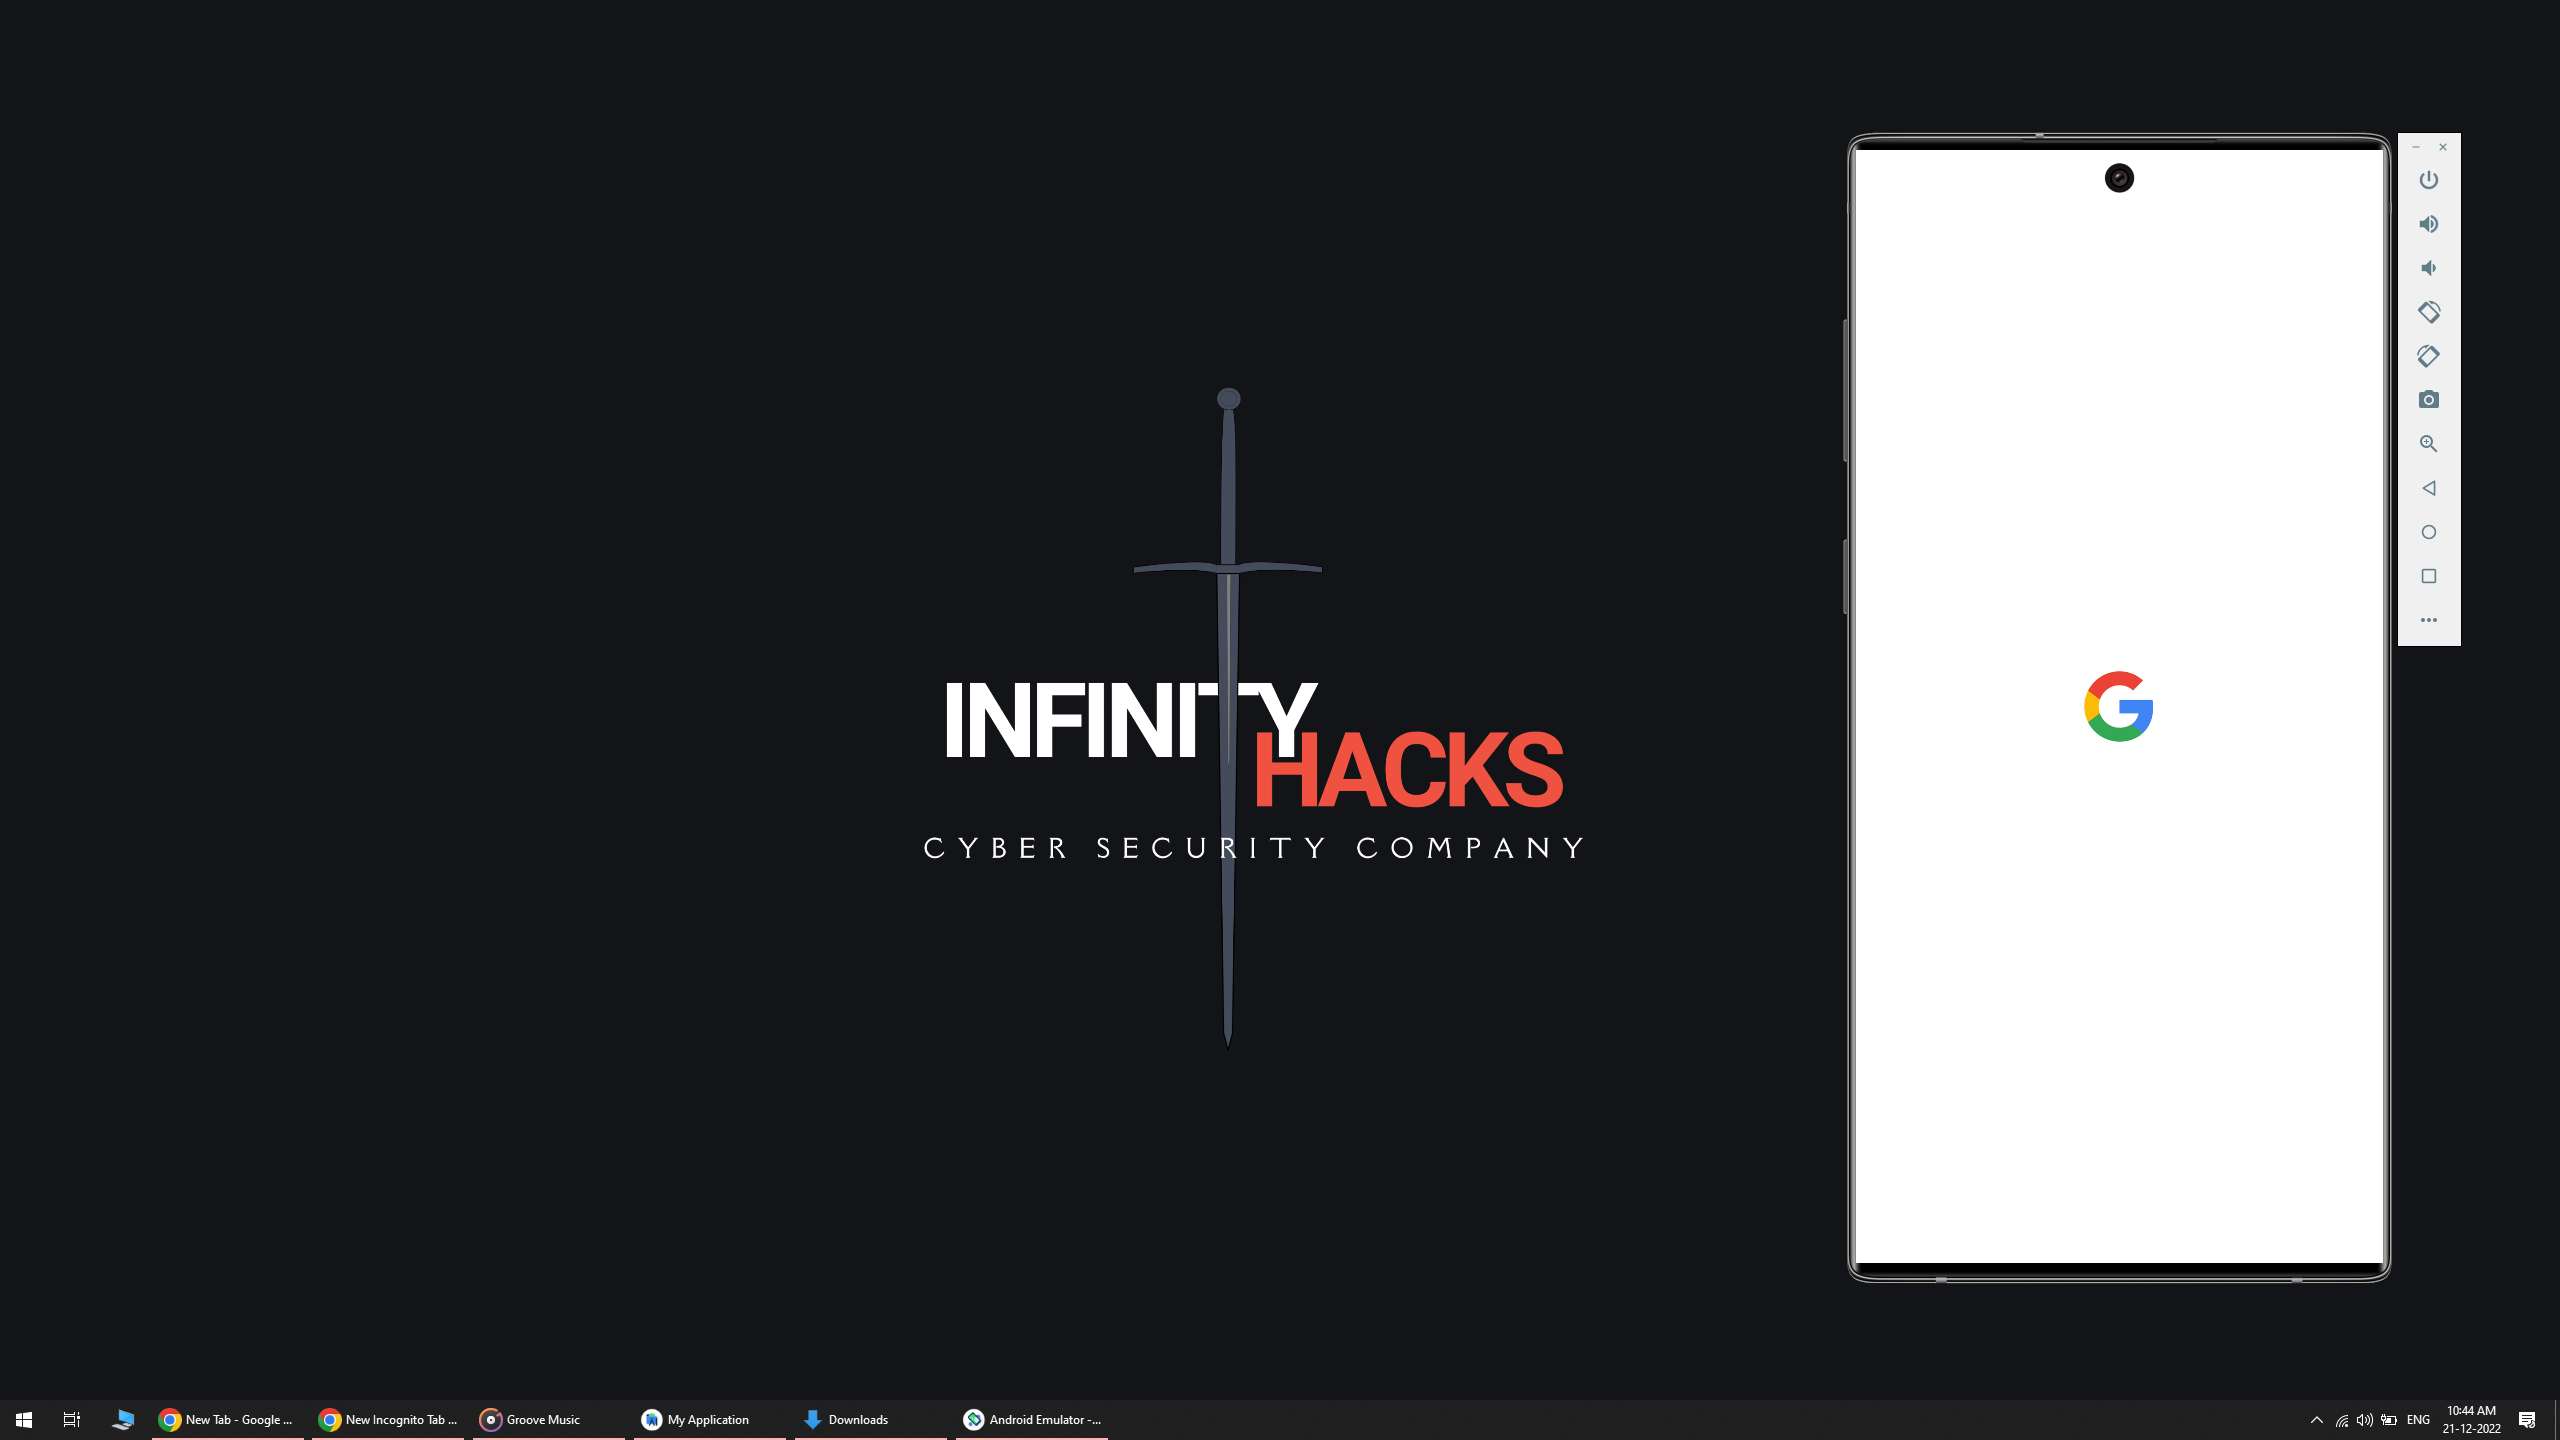 INFINITY
HACKS
CYBER SECURITY COMPANY
New Tab - Google ...
New Incognito Tab ...
Groove Music
My Application
Downloads
Android Emulator -...
ENG
10:44 AM
21-12-2022